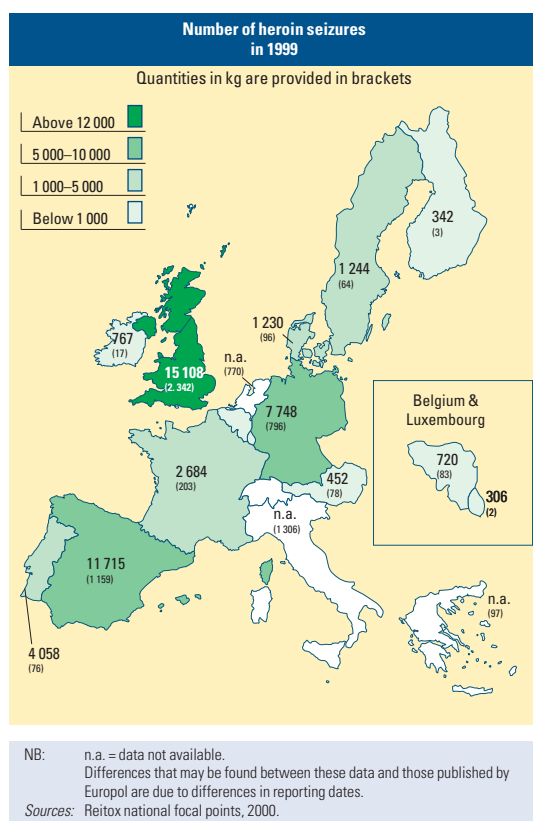 Number of heroin seizures
in 1999
Quantities in kg are provided in brackets
Above 12 000
5 000–10 000
1 000–5 000
Below 1 000
342
(3)
1 244
(64)
1 230
(96)
767
(17)
n.a.
(770)
15 108
(2. 342)
7 748
(796)
Belgium &
Luxembourg
720
(83)
306
(2)
2 684
(203)
452
(78)
n.a.
(1 306)
11 715
(1 159)
n.a.
(97)
4 058
(76)
NB: n.a. = data not available.
Differences that may be found between these data and those published by
Europol are due to differences in reporting dates.
Sources: Reitox national focal points, 2000.